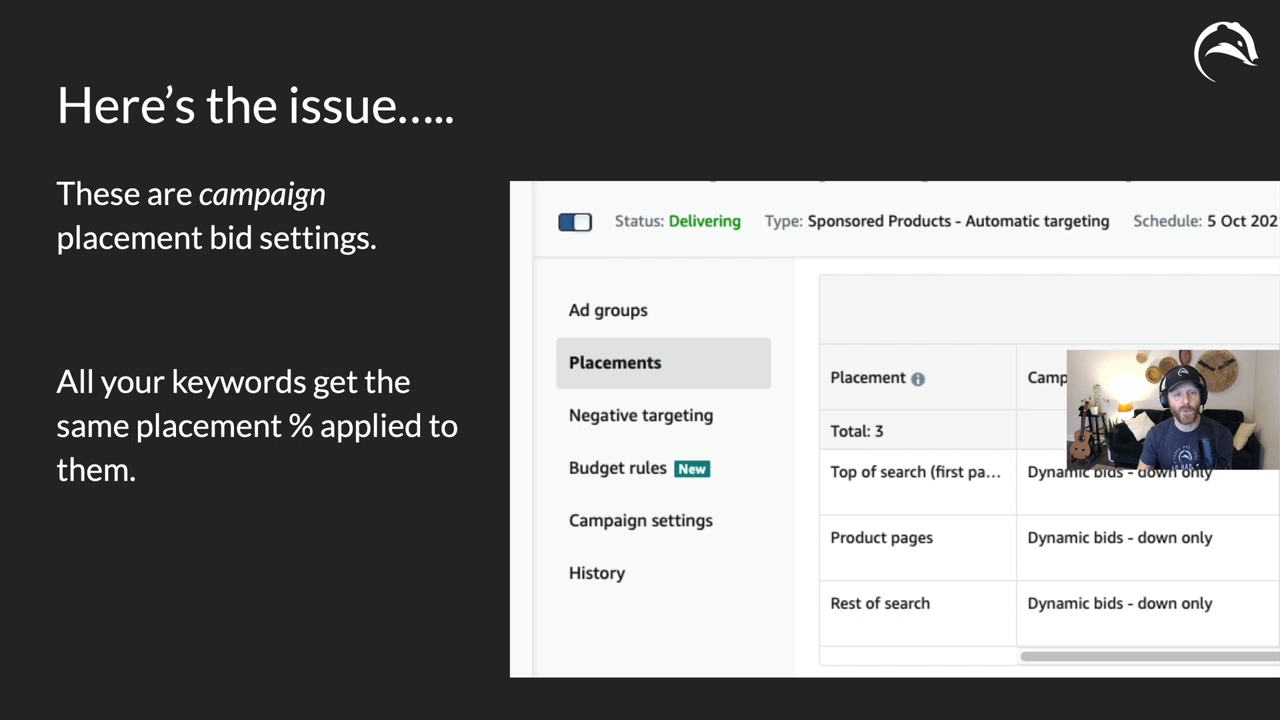 Here’s the issue…..
These are campaign
placement bid settings.
All your keywords get the
same placement % applied to
them.
Status: Delivering Type: Sponsored Products - Automatic targeting Schedule: 5 Oct 202
Ad groups
Placements
Negative targeting
Budget rules New
Campaign settings
History
Placement Camp
Total: 3
Top of search (first pa... Dynamic bids - down only
Product pages Dynamic bids - down only
Rest of search Dynamic bids - down only